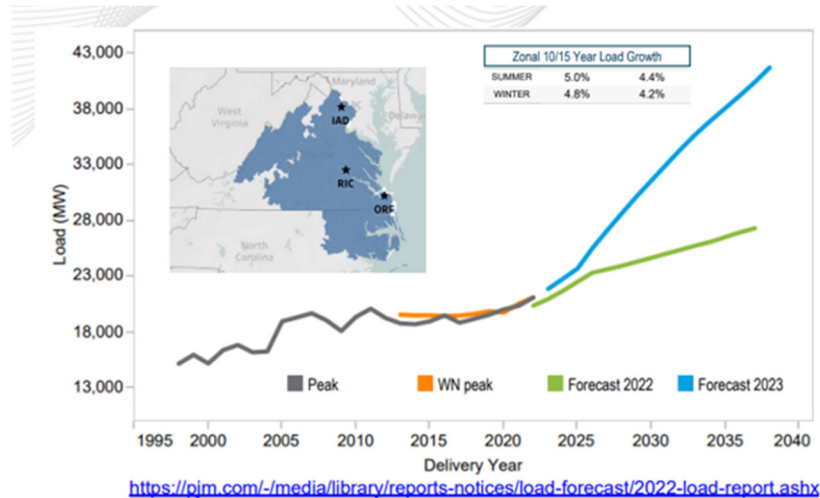 43,000
38,000
33,000
28,000
23,000
18,000
13,000
Load (MW)
Zonal 10/15 Year Load Growth
SUMMER 5.0% 4.4%
WINTER 4.8% 4.2%
Maryland
West
Virginia
IAD
RIC
ORF
North
Carolina
Peak WN peak Forecast 2022 Forecast 2023
1995 2000 2005 2010 2015 2020 2025 2030 2035 2040
Delivery Year
https://pjm.com/-/media/library/reports-notices/load-forecast/2022-load-report.ashx